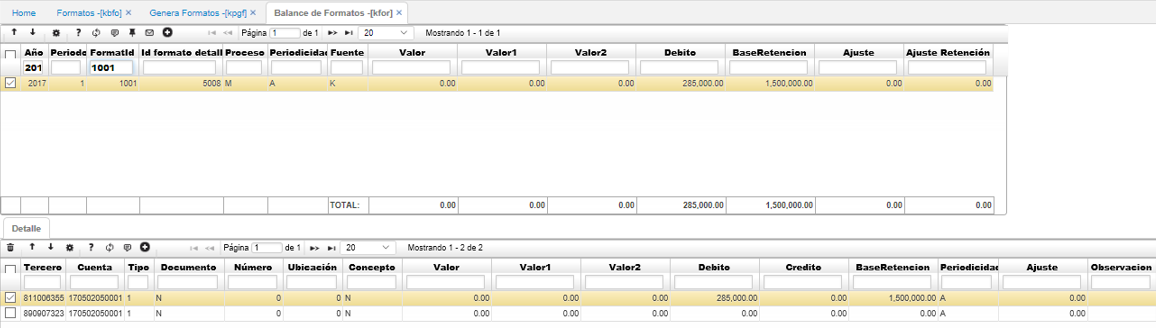 Home Formatos -[kbfo] × Genera Formatos -[kpgf] × Balance de Formatos -[kfor] ×
Página 1 de 1 20 Mostrando 1 - 1 de 1
Año Periodo FormatId Id formato detall Proceso Periodicidad Fuente Valor Valor1 Valor2 Debito BaseRetencion Ajuste Ajuste Retención
201 1001
2017 1 1001 5008 M A K 0.00 0.00 0.00 285,000.00 1,500,000.00 0.00 0.00
TOTAL: 0.00 0.00 0.00 285,000.00 1,500,000.00 0.00 0.00
Detalle
Página 1 de 1 20 Mostrando 1 - 2 de 2
Tercero Cuenta Tipo Documento Número Ubicación Concepto Valor Valor1 Valor2 Debito Credito BaseRetencion Periodicidad Ajuste Observacion
811006355 170502050001 1 N 0 0 N 0.00 0.00 0.00 285,000.00 0.00 1,500,000.00 A 0.00
890907323 170502050001 1 N 0 0 N 0.00 0.00 0.00 0.00 0.00 0.00 A 0.00